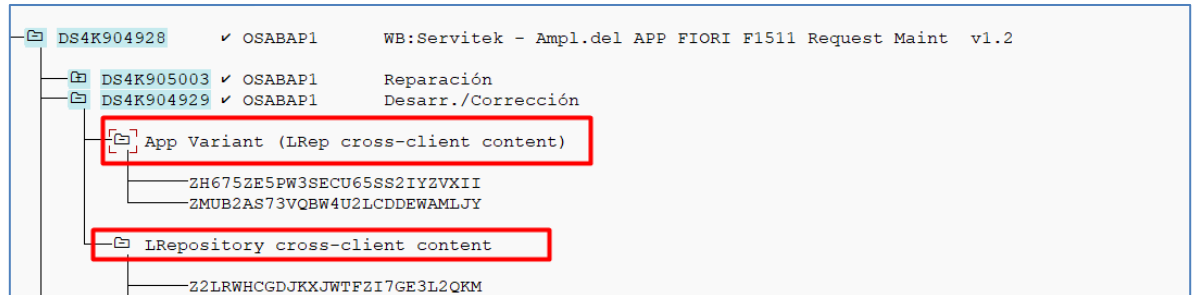 DS4K904928 ✔ OSABAP1 WB:Servitek - Ampl.del APP FIORI F1511 Request Maint v1.2
DS4K905003 ✔ OSABAP1 Reparación
DS4K904929 ✔ OSABAP1 Desarr./Corrección
App Variant (LRep cross-client content)
ZH675ZE5PW3SECU65SS2IYZVXII
ZMUB2AS73VQBW4U2LCDDEWAMLJY
LRepository cross-client content
Z2LRWHCGDJKXJWTFZI7GE3L2QKM